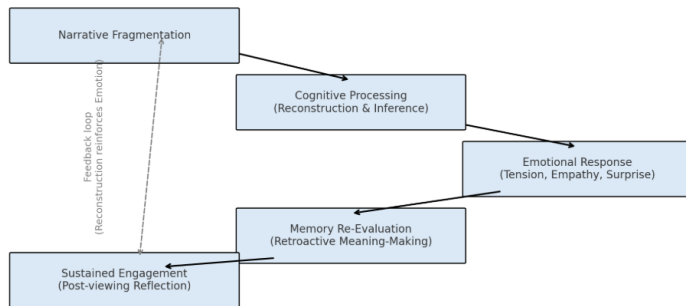 Narrative Fragmentation
Cognitive Processing
(Reconstruction & Inference)
Emotional Response
(Tension, Empathy, Surprise)
Memory Re-Evaluation
(Retroactive Meaning-Making)
Sustained Engagement
(Post-viewing Reflection)
Feedback loop
(Reconstruction reinforces Emotion)